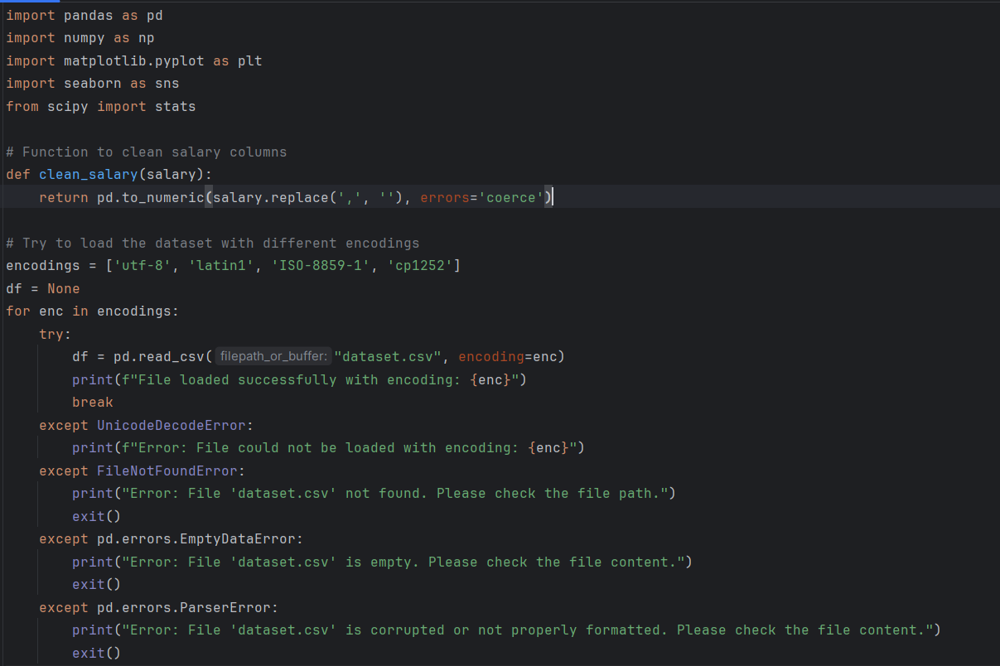 import pandas as pd
import numpy as np
import matplotlib.pyplot as plt
import seaborn as sns
from scipy import stats

# Function to clean salary columns
def clean_salary(salary):
    return pd.to_numeric(salary.replace(',', ''), errors='coerce')

# Try to load the dataset with different encodings
encodings = ['utf-8', 'latin1', 'ISO-8859-1', 'cp1252']
df = None
for enc in encodings:
    try:
        df = pd.read_csv( filepath_or_buffer: "dataset.csv", encoding=enc)
        print(f"File loaded successfully with encoding: {enc}")
        break
    except UnicodeDecodeError:
        print(f"Error: File could not be loaded with encoding: {enc}")
    except FileNotFoundError:
        print("Error: File 'dataset.csv' not found. Please check the file path.")
        exit()
    except pd.errors.EmptyDataError:
        print("Error: File 'dataset.csv' is empty. Please check the file content.")
        exit()
    except pd.errors.ParserError:
        print("Error: File 'dataset.csv' is corrupted or not properly formatted. Please check the file content.")
        exit()